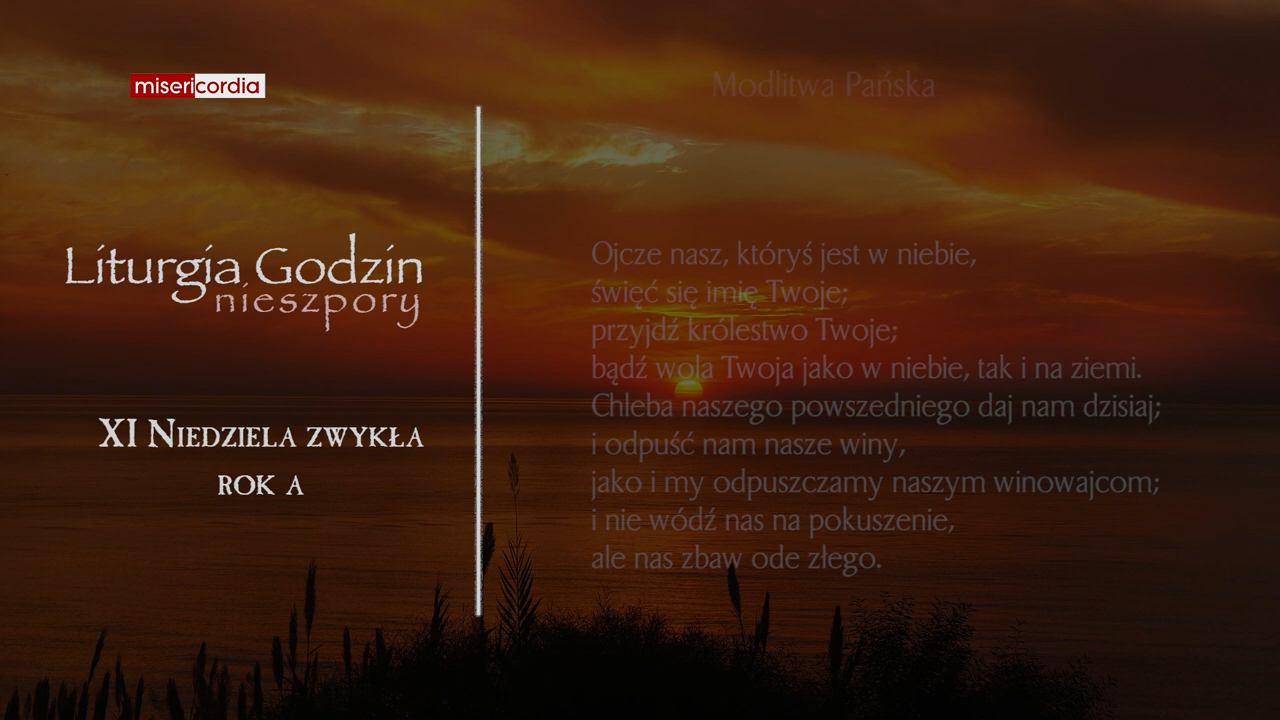 misericordia
Liturgia Godzin
nieszpory
XI Niedziela zwykła
rok A
Modlitwa Pańska
Ojcze nasz, któryś jest w niebie,
święć się imię Twoje;
przyjdź królestwo Twoje;
bądź wola Twoja jako w niebie, tak i na ziemi.
Chleba naszego powszedniego daj nam dzisiaj;
i odpuść nam nasze winy,
jako i my odpuszczamy naszym winowajcom;
i nie wódź nas na pokuszenie,
ale nas zbaw ode złego.